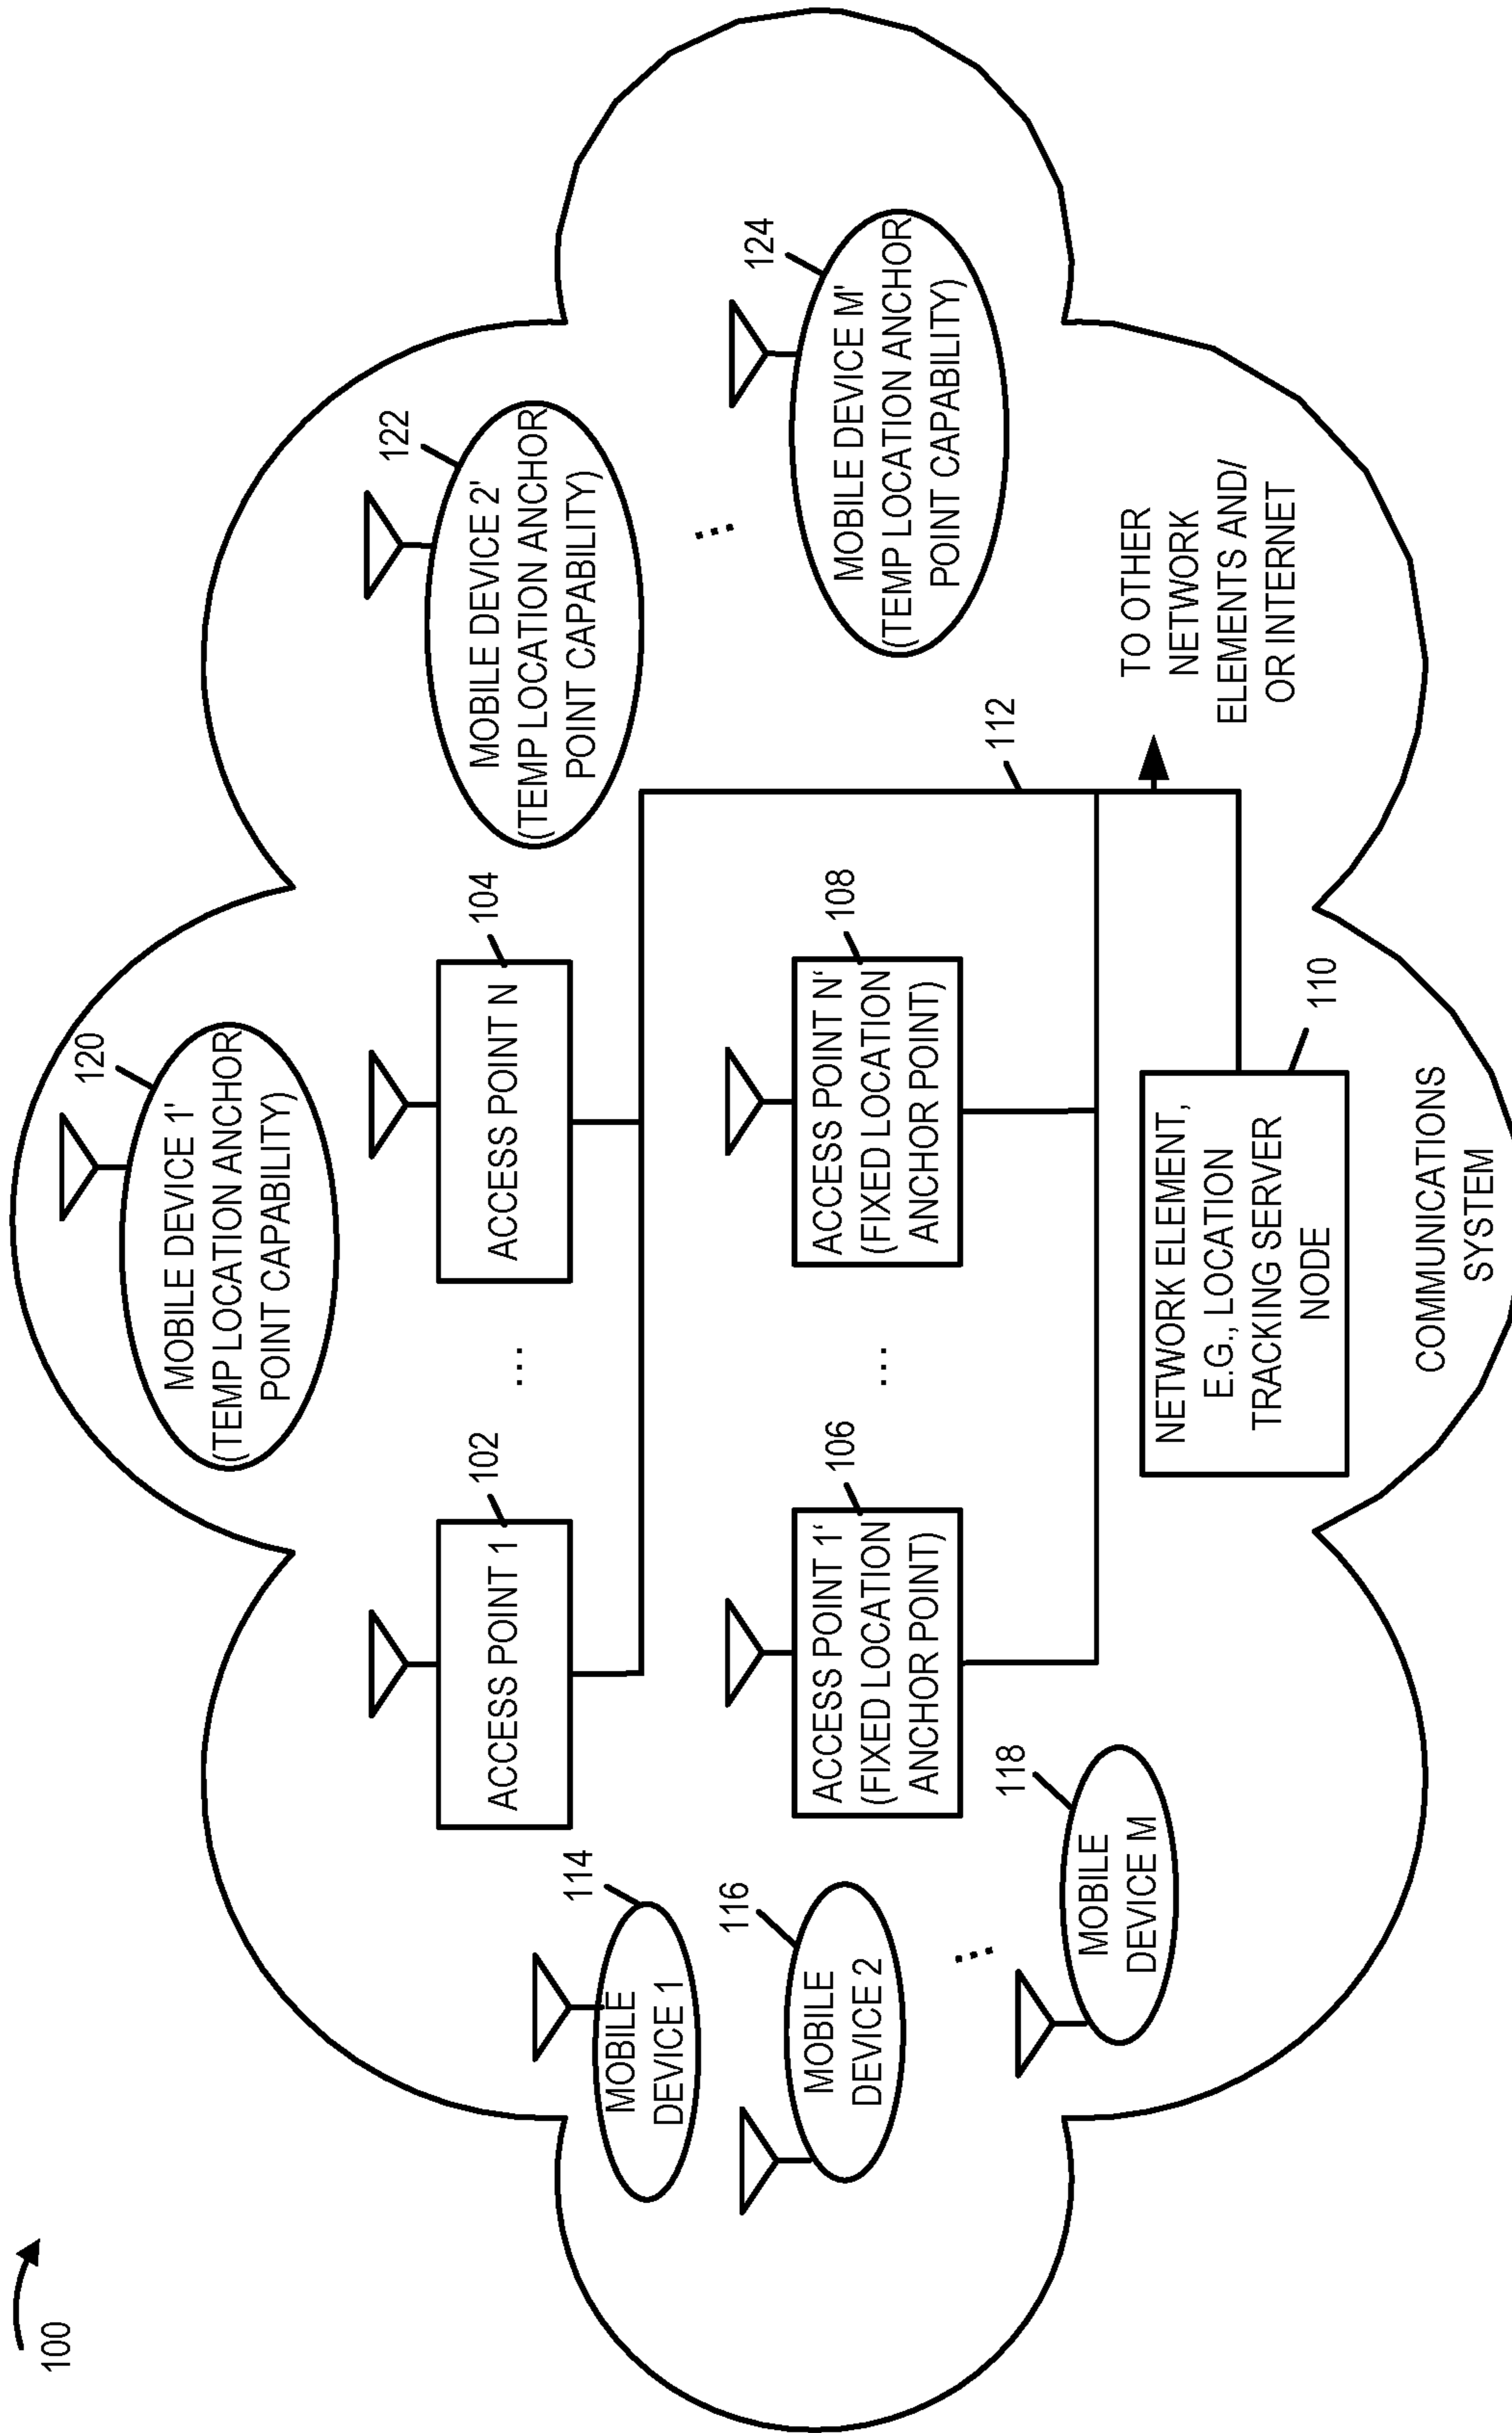 100
120
MOBILE DEVICE 1'
(TEMP LOCATION ANCHOR
POINT CAPABILITY)
122
MOBILE DEVICE 2'
(TEMP LOCATION ANCHOR
POINT CAPABILITY)
...
124
MOBILE DEVICE M'
(TEMP LOCATION ANCHOR
POINT CAPABILITY)
102
ACCESS POINT 1
...
104
ACCESS POINT N
114
MOBILE
DEVICE 1
116
MOBILE
DEVICE 2
...
118
MOBILE
DEVICE M
106
ACCESS POINT 1‘
(FIXED LOCATION
ANCHOR POINT)
...
108
ACCESS POINT N‘
(FIXED LOCATION
ANCHOR POINT)
112
TO OTHER
NETWORK
ELEMENTS AND/
OR INTERNET
110
NETWORK ELEMENT,
E.G., LOCATION
TRACKING SERVER
NODE
COMMUNICATIONS
SYSTEM